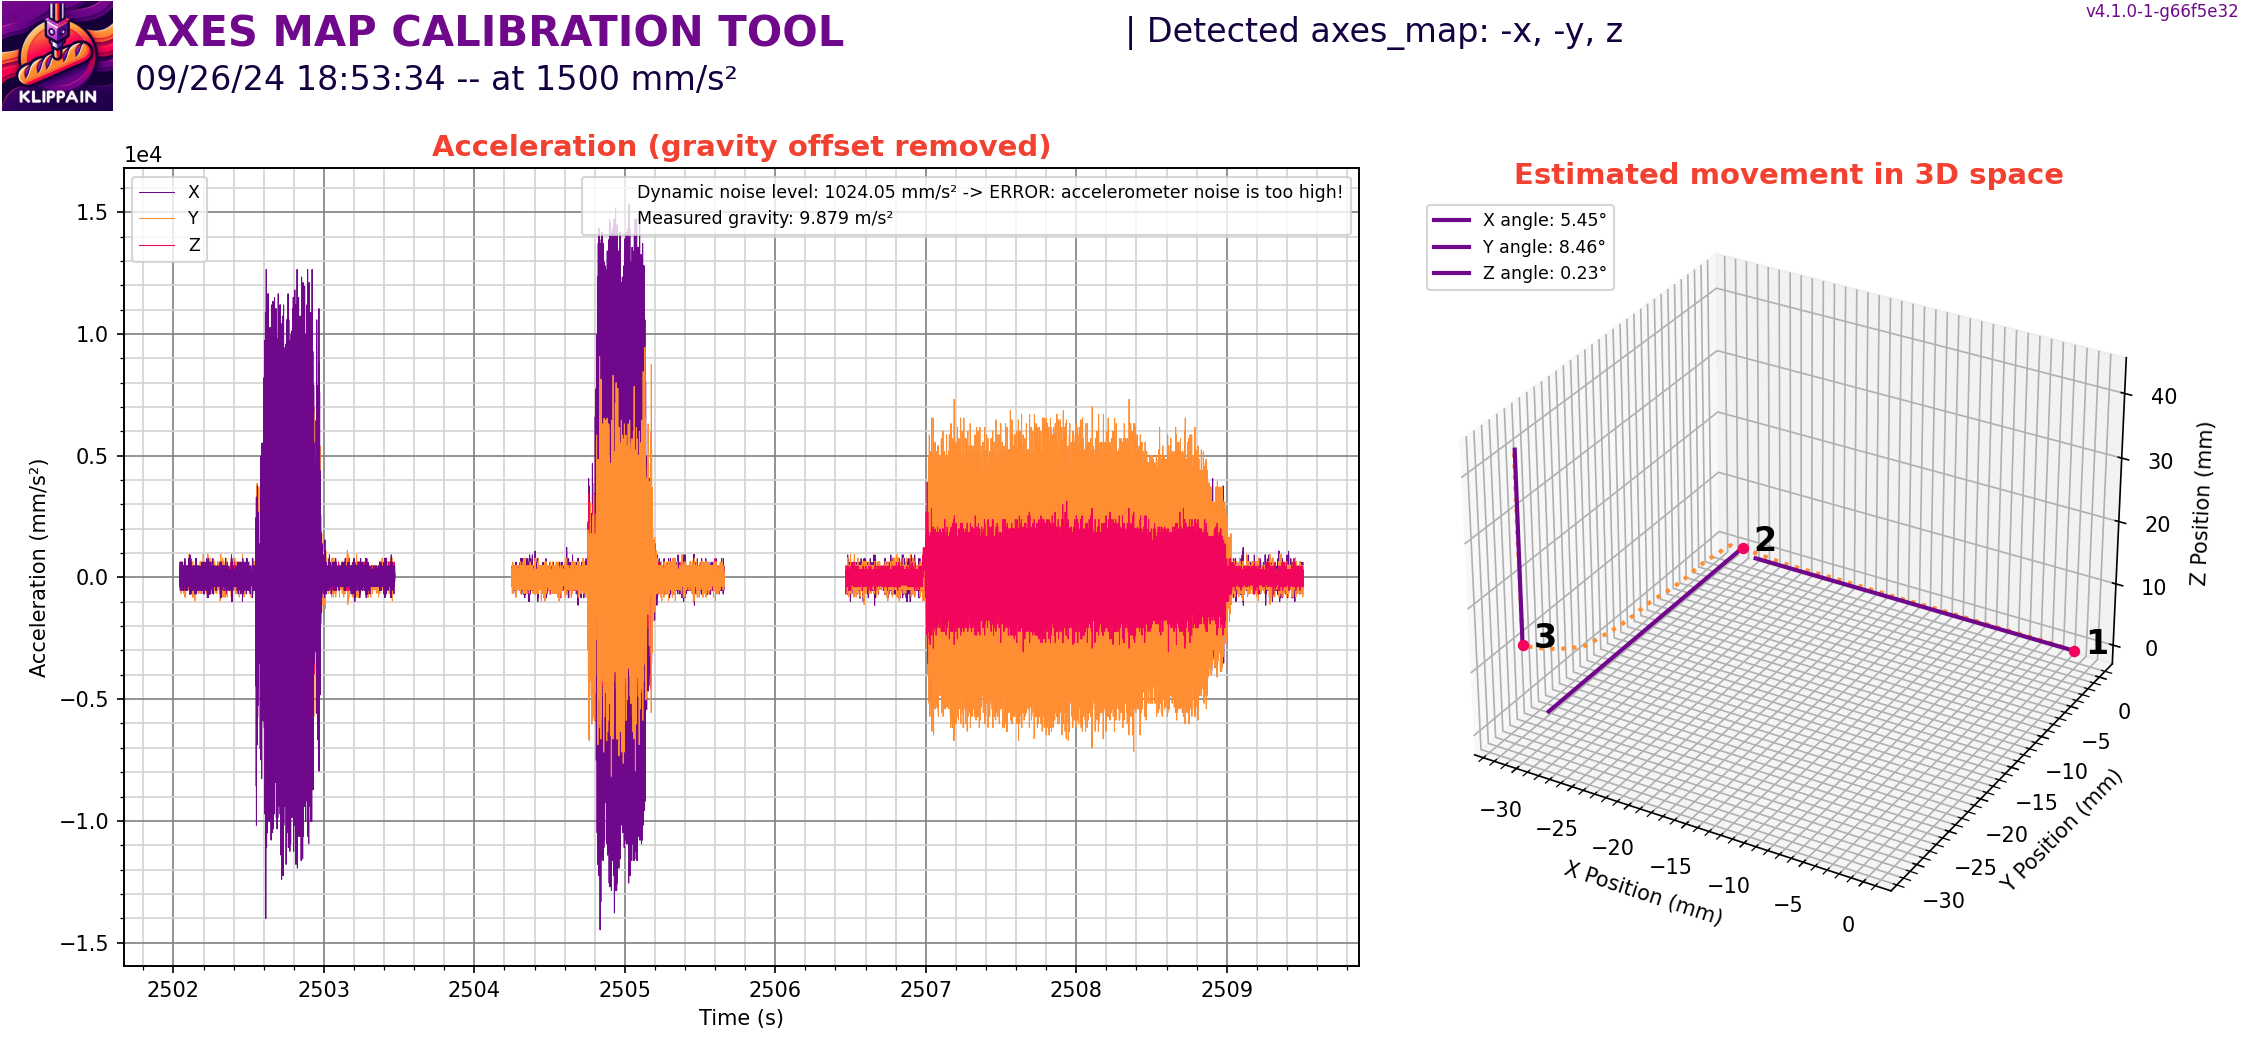 AXES MAP CALIBRATION TOOL
| Detected axes_map: -x, -y, z
v4.1.0-1-g66f5e32
09/26/24 18:53:34 -- at 1500 mm/s²
KLIPPAIN
Acceleration (gravity offset removed)
1e4
X
Y
Z
Dynamic noise level: 1024.05 mm/s² -> ERROR: accelerometer noise is too high!
Measured gravity: 9.879 m/s²
1.5
1.0
0.5
0.0
−0.5
−1.0
−1.5
Acceleration (mm/s²)
2502 2503 2504 2505 2506 2507 2508 2509
Time (s)
Estimated movement in 3D space
X angle: 5.45°
Y angle: 8.46°
Z angle: 0.23°
1
2
3
40
30
20
10
0
Z Position (mm)
0
−5
−10
−15
−20
−25
−30
Y Position (mm)
−30
−25
−20
−15
−10
−5
0
X Position (mm)